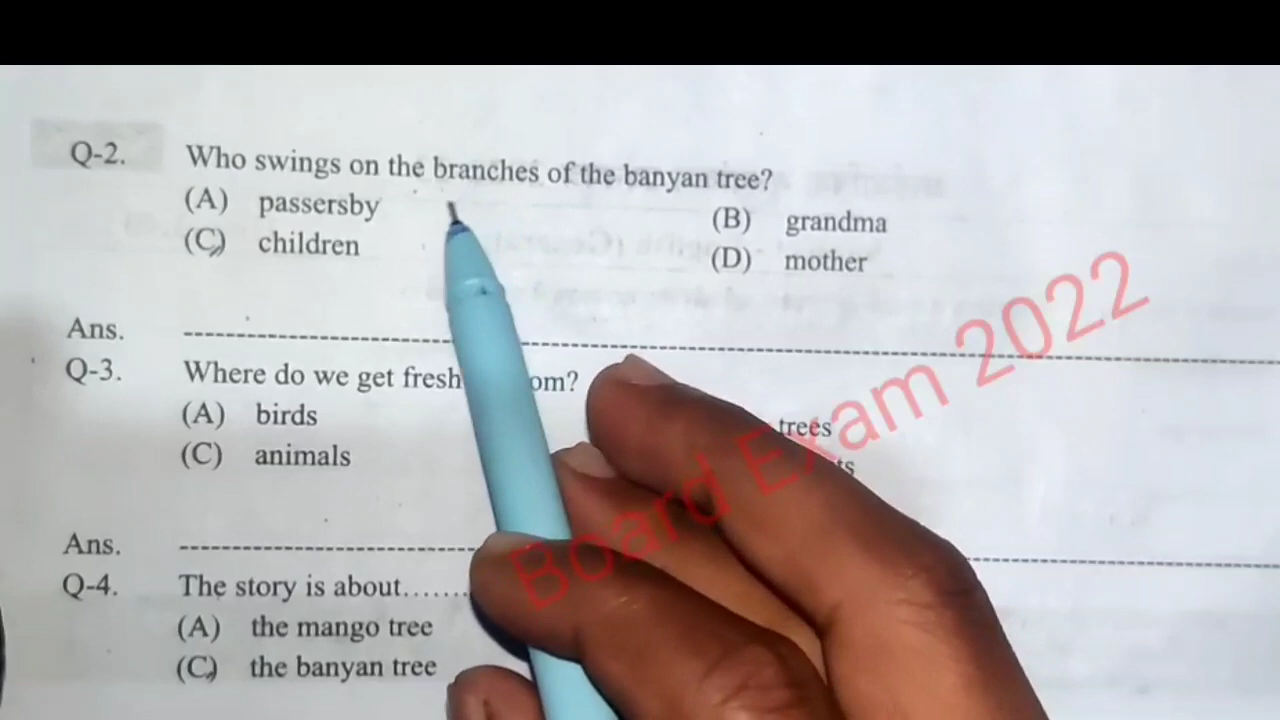 Q-2. Who swings on the branches of the banyan tree?
(A) passersby (B) grandma
(C) children (D) mother
Ans.
Q-3. Where do we get fresh om?
(A) birds trees
(C) animals ts
Ans.
Q-4. The story is about.......
(A) the mango tree
(C) the banyan tree
Board Exam 2022